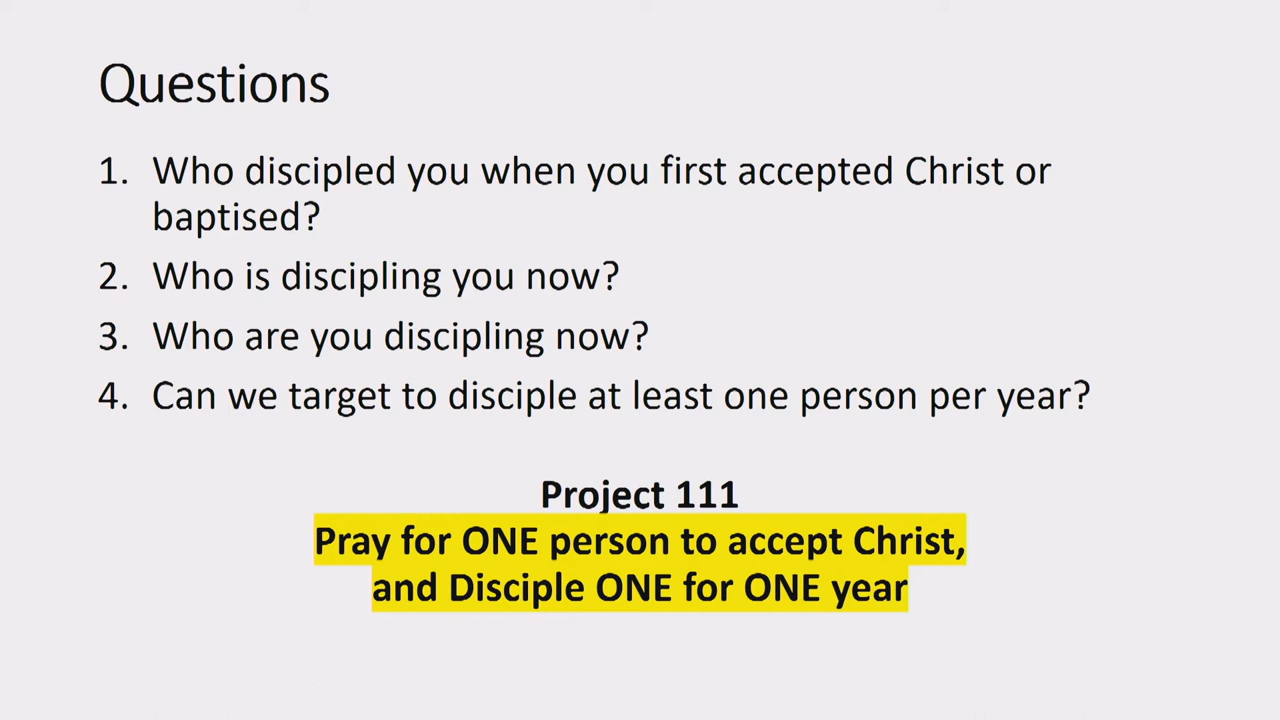 Questions
1. Who discipled you when you first accepted Christ or
baptised?
2. Who is discipling you now?
3. Who are you discipling now?
4. Can we target to disciple at least one person per year?
Project 111
Pray for ONE person to accept Christ,
and Disciple ONE for ONE year